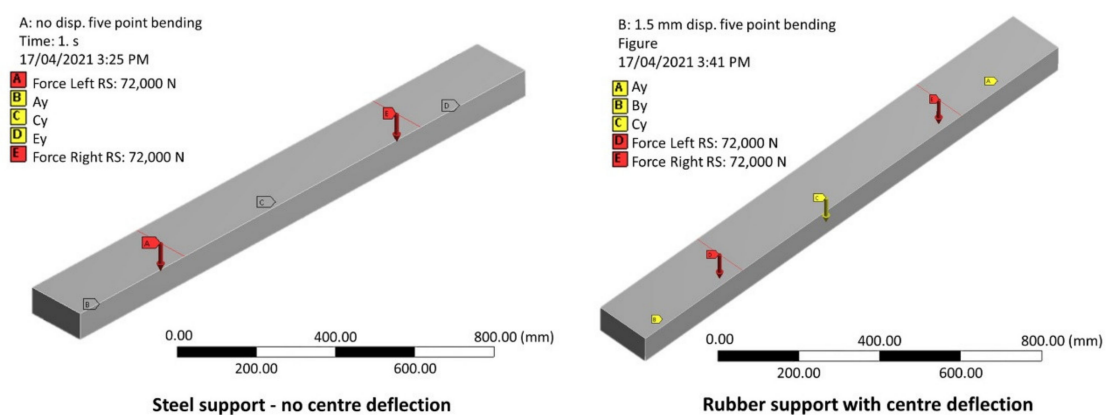 A: no disp. five point bending
Time: 1. s
17/04/2021 3:25 PM
A Force Left RS: 72,000 N
B Ay
C Cy
D Ey
E Force Right RS: 72,000 N
E
D
C
A
B
0.00 400.00 800.00 (mm)
200.00 600.00
Steel support - no centre deflection
B: 1.5 mm disp. five point bending
Figure
17/04/2021 3:41 PM
A Ay
B By
C Cy
D Force Left RS: 72,000 N
E Force Right RS: 72,000 N
A
E
C
D
B
0.00 400.00 800.00 (mm)
200.00 600.00
Rubber support with centre deflection